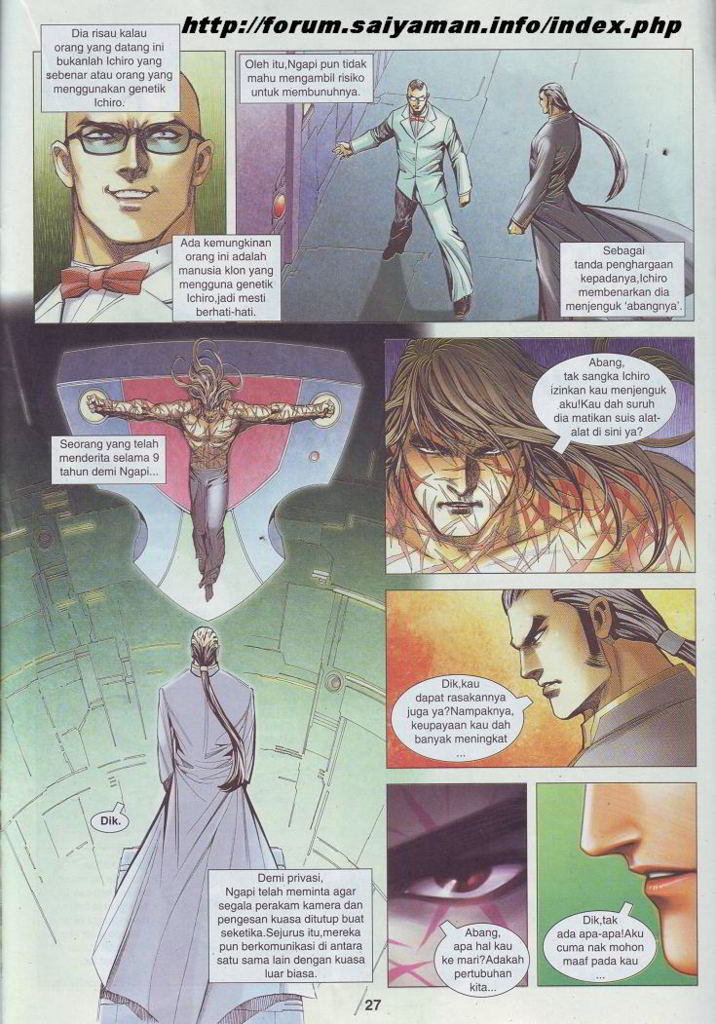 http://forum.saiyaman.info/index.php
Dia risau kalau
orang yang datang ini
bukanlah Ichiro yang
sebenar atau orang yang
menggunakan genetik
Ichiro.
Ada kemungkinan
orang ini adalah
manusia klon yang
mengguna genetik
Ichiro,jadi mesti
berhati-hati.
Oleh itu,Ngapi pun tidak
mahu mengambil risiko
untuk membunuhnya.
Sebagai
tanda penghargaan
kepadanya,Ichiro
membenarkan dia
menjenguk 'abangnya'.
Seorang yang telah
menderita selama 9
tahun demi Ngapi...
Dik.
Demi privasi,
Ngapi telah meminta agar
segala perakam kamera dan
pengesan kuasa ditutup buat
seketika.Sejurus itu,mereka
pun berkomunikasi di antara
satu sama lain dengan kuasa
luar biasa.
Abang,
tak sangka Ichiro
izinkan kau menjenguk
aku!Kau dah suruh
dia matikan suis alat-
alat di sini ya?
Dik,kau
dapat rasakannya
juga ya?Nampaknya,
keupayaan kau dah
banyak meningkat
...
Abang,
apa hal kau
ke mari?Adakah
pertubuhan
kita...
Dik,tak
ada apa-apa!Aku
cuma nak mohon
maaf pada kau
...
27